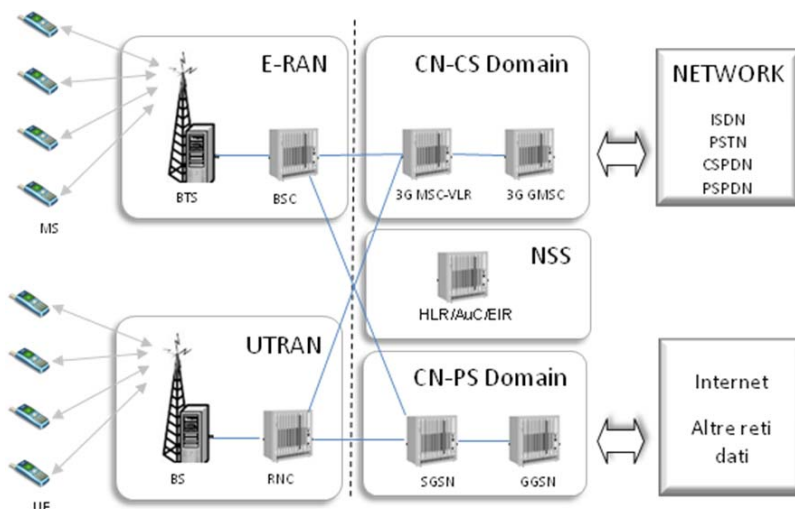 E-RAN
CN-CS Domain
NETWORK
ISDN
PSTN
CSPDN
PSPDN
BTS
BSC
3G MSC-VLR
3G GMSC
MS
NSS
HLR/AuC/EIR
UTRAN
CN-PS Domain
Internet
Altre reti
dati
BS
RNC
SGSN
GGSN
UE